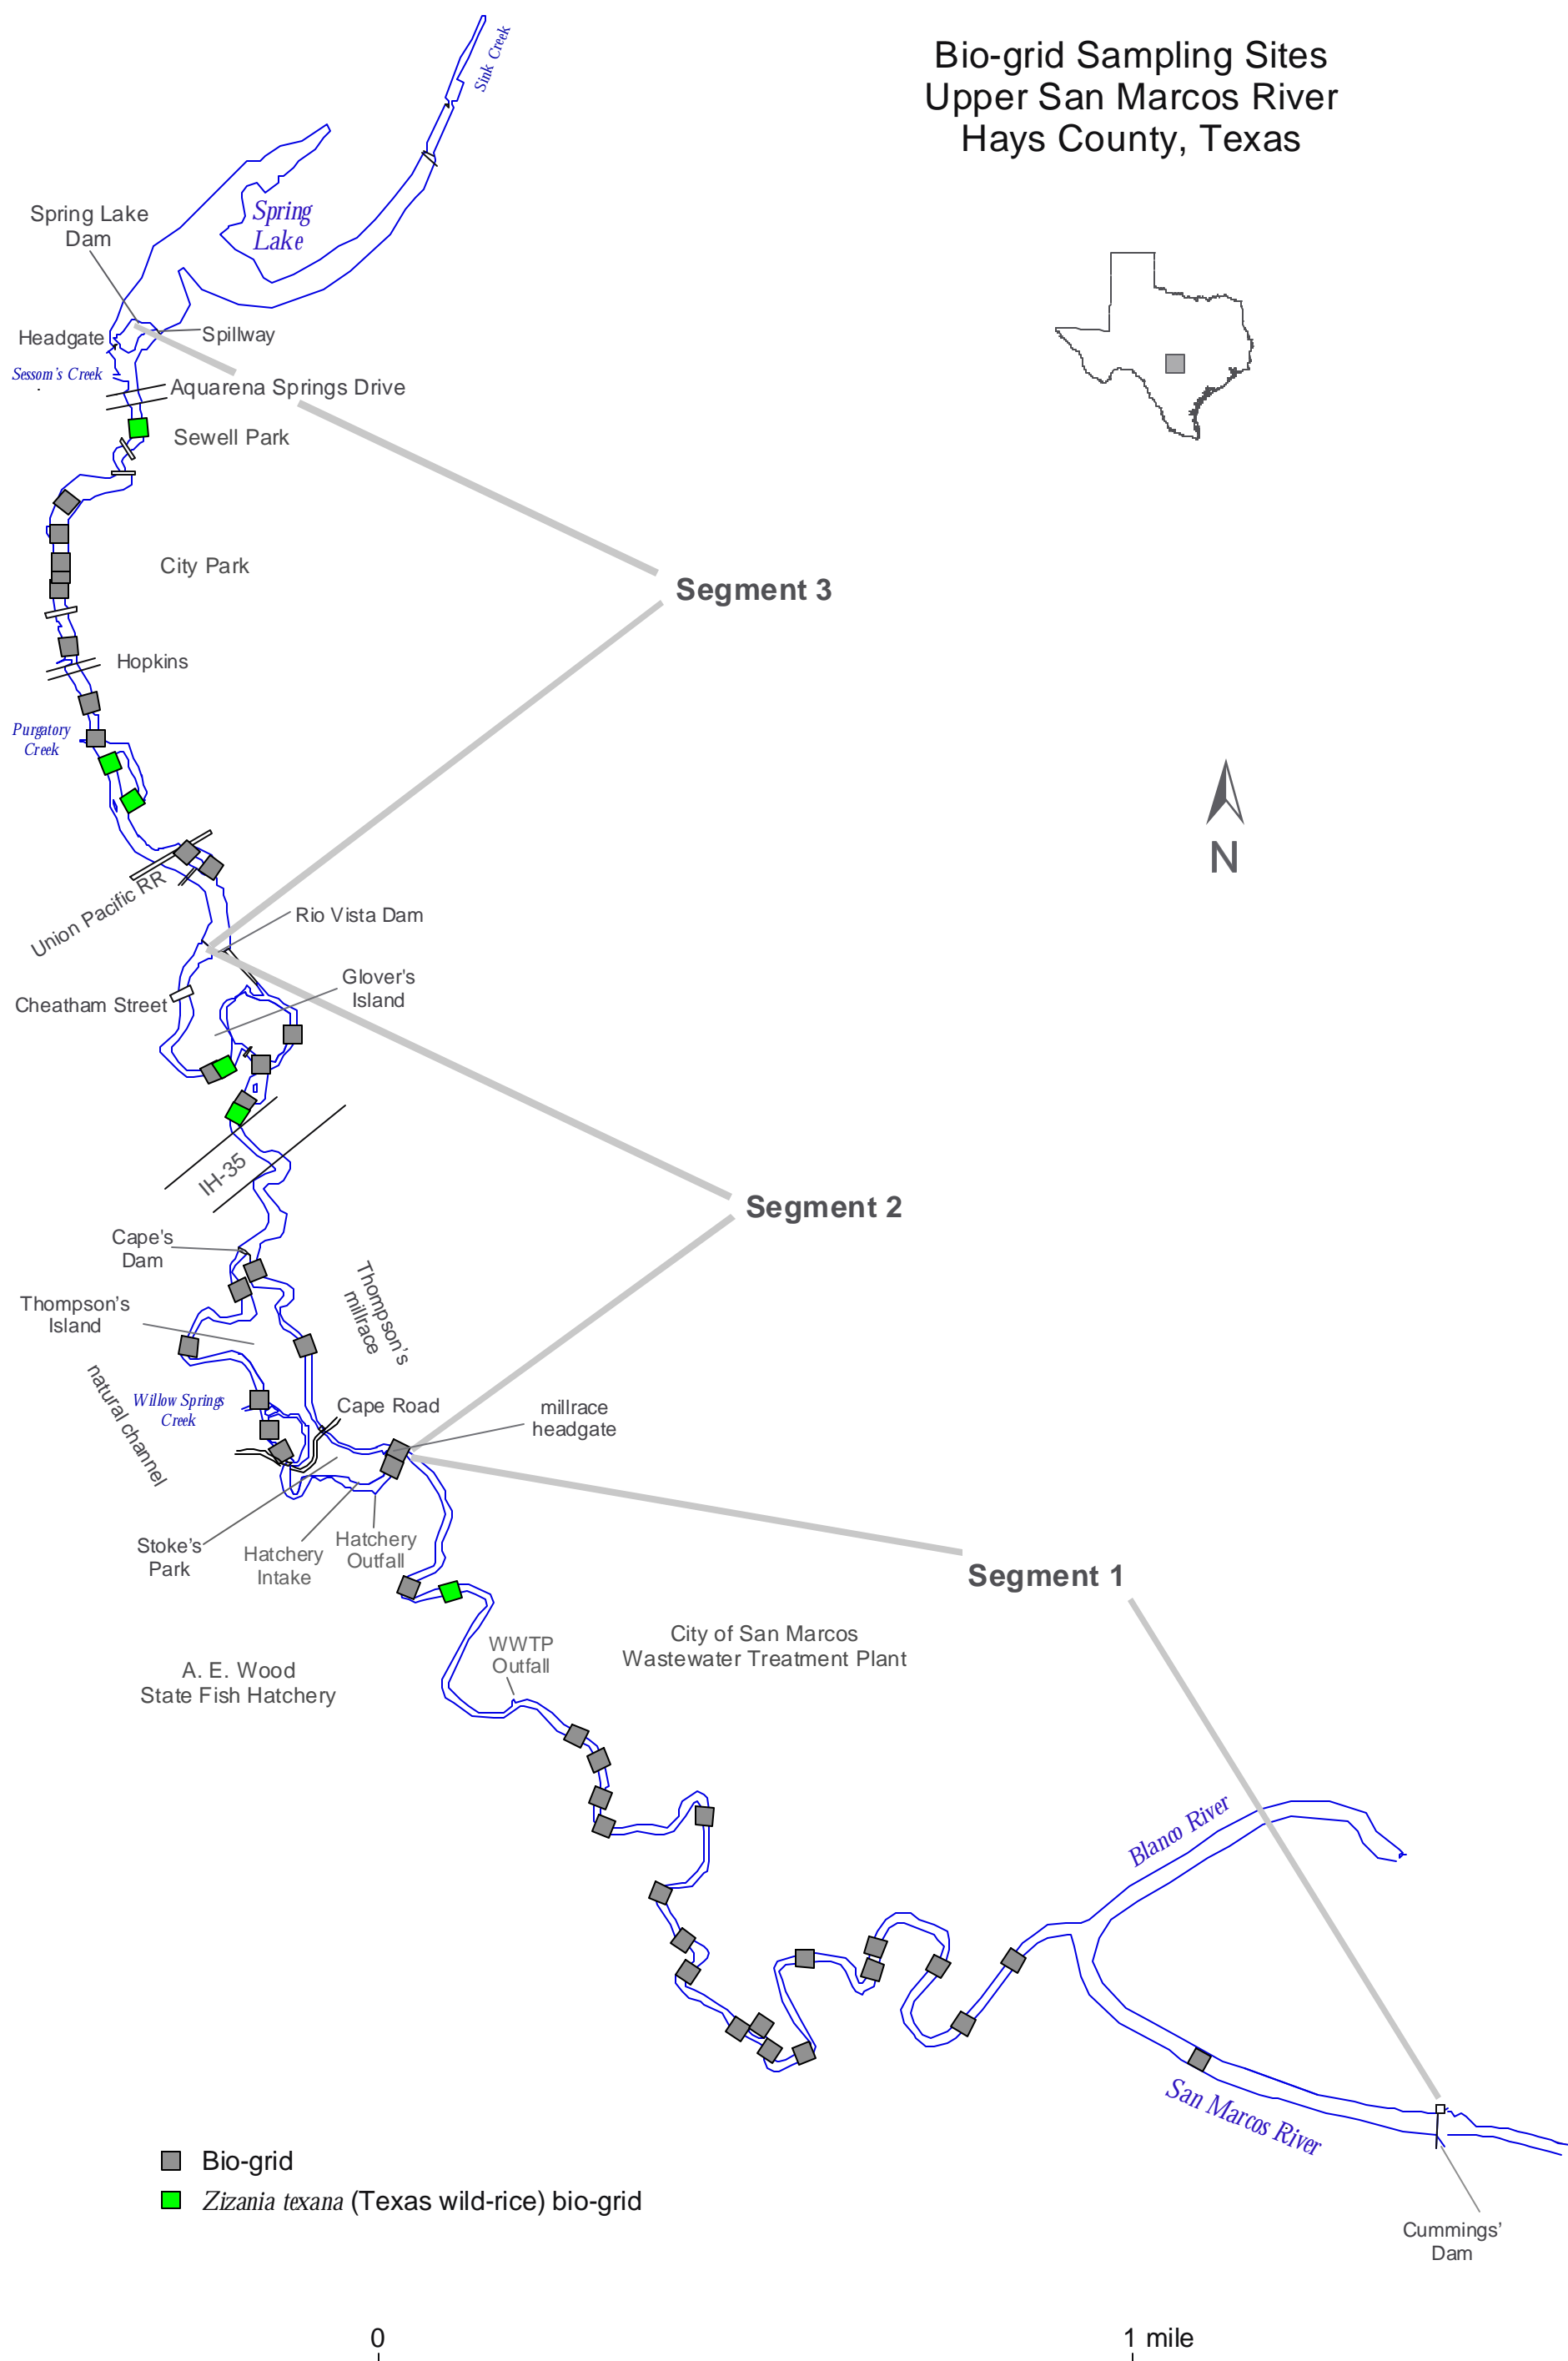 Bio-grid Sampling Sites
Upper San Marcos River
Hays County, Texas
Sink Creek
Spring
Lake
Spring Lake
Dam
Headgate
Spillway
Sessom's Creek
Aquarena Springs Drive
Sewell Park
City Park
Segment 3
Hopkins
Purgatory
Creek
N
Union Pacific RR
Rio Vista Dam
Glover's
Island
Cheatham Street
IH-35
Segment 2
Cape's
Dam
Thompson's
millrace
Thompson's
Island
natural channel
Willow Springs
Creek
Cape Road
millrace
headgate
Stoke's
Park
Hatchery
Intake
Hatchery
Outfall
Segment 1
WWTP
Outfall
City of San Marcos
Wastewater Treatment Plant
A. E. Wood
State Fish Hatchery
Blanco River
San Marcos River
Bio-grid
Zizania texana (Texas wild-rice) bio-grid
Cummings'
Dam
0
1 mile